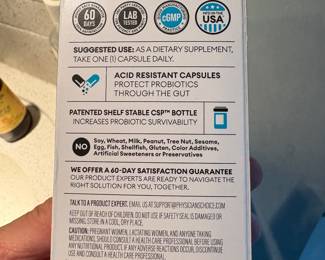 60
DAYS
LAB
TESTED
cGMP
MFD IN THE
USA
SUGGESTED USE: AS A DIETARY SUPPLEMENT,
TAKE ONE (1) CAPSULE DAILY.
ACID RESISTANT CAPSULES
PROTECT PROBIOTICS
THROUGH THE GUT
PATENTED SHELF STABLE CSP™ BOTTLE
INCREASES PROBIOTIC SURVIVABILITY
NO
Soy, Wheat, Milk, Peanut, Tree Nut, Sesame,
Egg, Fish, Shellfish, Gluten, Color Additives,
Artificial Sweeteners or Preservatives
WE OFFER A 60-DAY SATISFACTION GUARANTEE
OUR PRODUCT EXPERTS ARE READY TO NAVIGATE THE
RIGHT SOLUTION FOR YOU, TOGETHER.
TALK TO A PRODUCT EXPERT. EMAIL US AT SUPPORT@PHYSICIANSCHOICE.COM
KEEP OUT OF REACH OF CHILDREN. DO NOT USE IF SAFETY SEAL IS DAMAGED OR
MISSING. STORE IN A COOL, DRY PLACE.
CAUTION: PREGNANT WOMEN, LACTATING WOMEN, AND ANYONE TAKING
MEDICATIONS, SHOULD CONSULT A HEALTH CARE PROFESSIONAL BEFORE USING
ANY NUTRITIONAL PRODUCT. IF ANY ADVERSE REACTIONS OCCUR, DISCONTINUE
USE AND CONSULT A HEALTH CARE PROFESSIONAL.